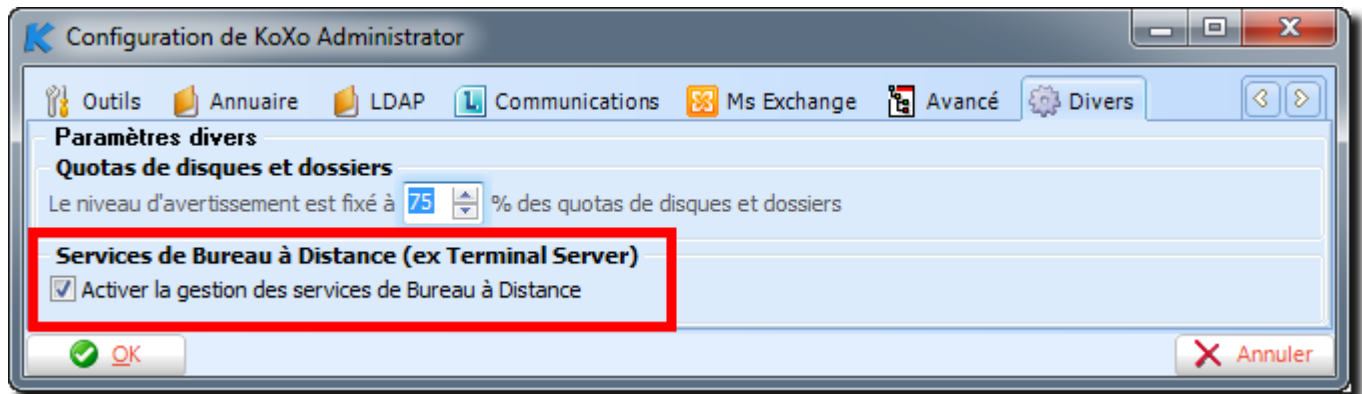 Configuration de KoXo Administrator
Outils Annuaire LDAP Communications Ms Exchange Avancé Divers
Paramètres divers
Quotas de disques et dossiers
Le niveau d'avertissement est fixé à 75 % des quotas de disques et dossiers
Services de Bureau à Distance (ex Terminal Server)
Activer la gestion des services de Bureau à Distance
OK Annuler